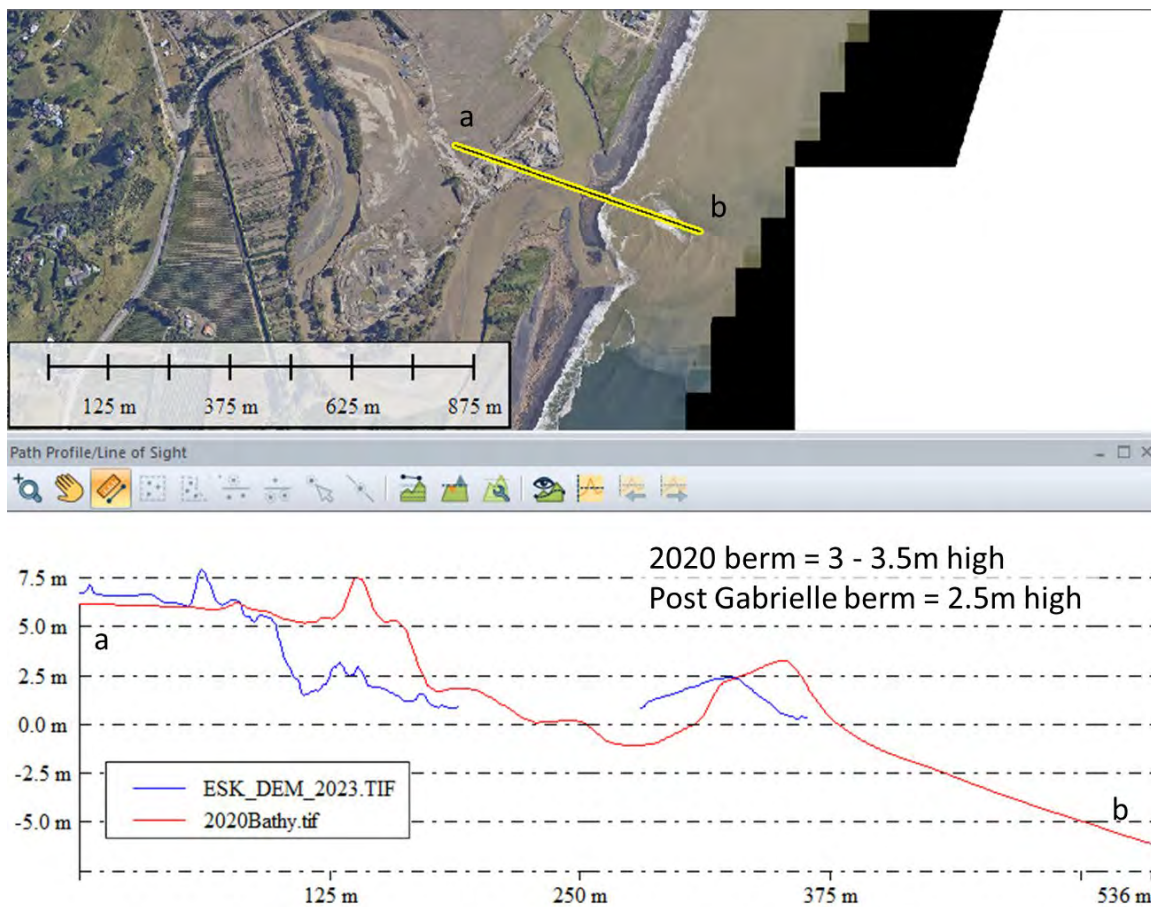 a
b
125 m 375 m 625 m 875 m
Path Profile/Line of Sight
2020 berm = 3 - 3.5m high
Post Gabrielle berm = 2.5m high
7.5 m
5.0 m
a
2.5 m
0.0 m
-2.5 m
ESK_DEM_2023.TIF
2020Bathy.tif
-5.0 m
b
125 m 250 m 375 m 536 m